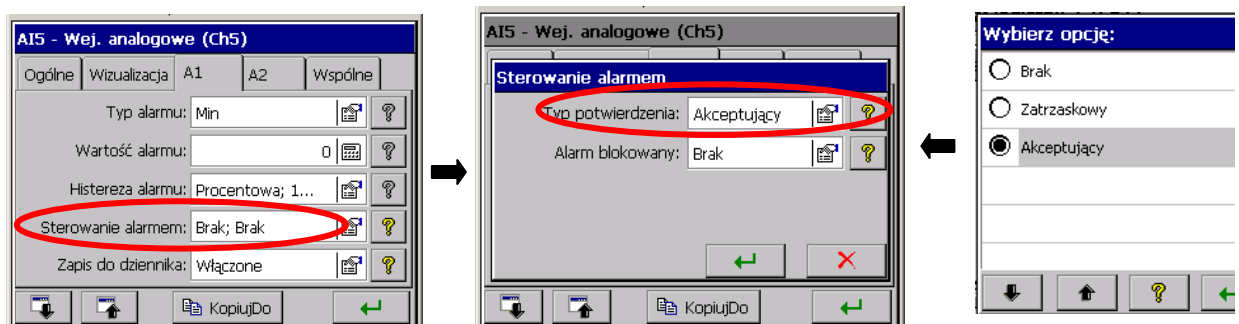 AI5 - Wej. analogowe (Ch5)
Ogólne Wizualizacja A1 A2 Wspólne
Typ alarmu: Min
Wartość alarmu: 0
Histereza alarmu: Procentowa; 1...
Sterowanie alarmem: Brak; Brak
Zapis do dziennika: Włączone
KopiujDo
AI5 - Wej. analogowe (Ch5)
Sterowanie alarmem
Typ potwierdzenia: Akceptujący
Alarm blokowany: Brak
KopiujDo
Wybierz opcję:
Brak
Zatrzaskowy
Akceptujący